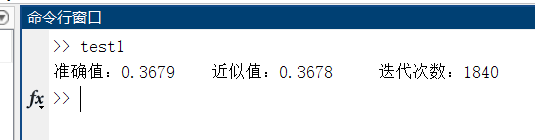 命令行窗口
>> test1
准确值：0.3679 近似值：0.3678 迭代次数：1840
fx >>